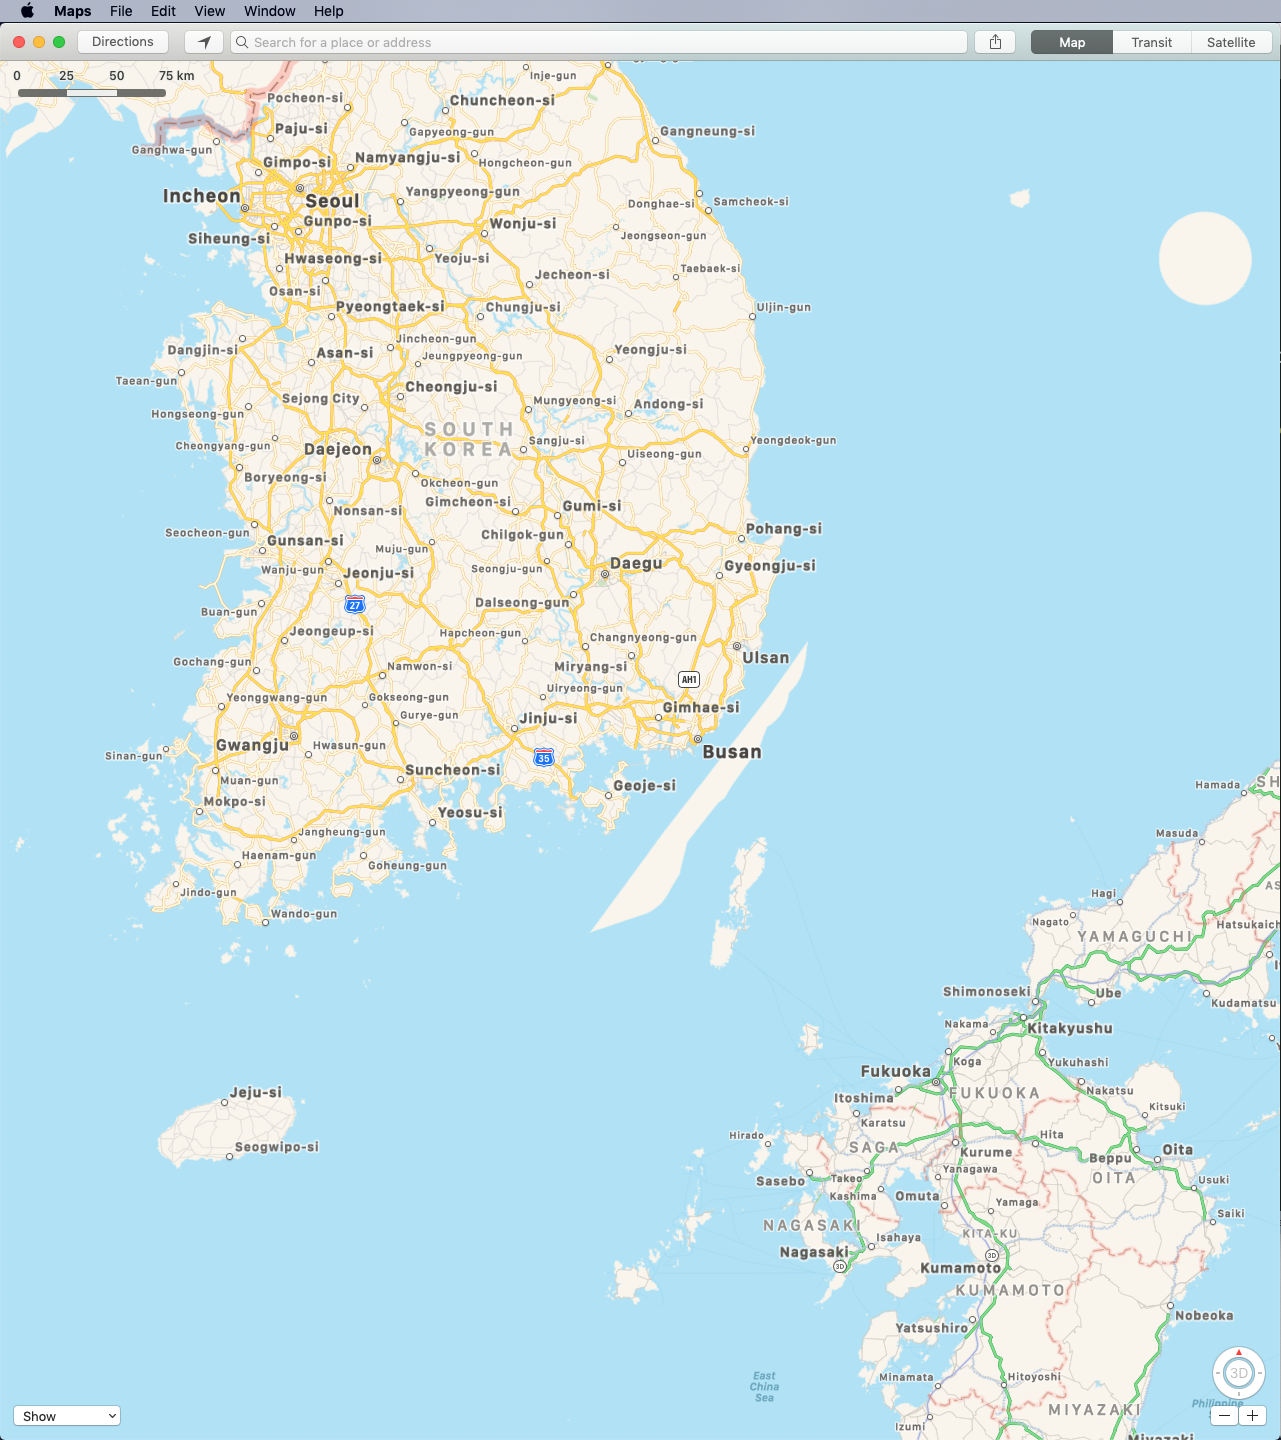 Maps File Edit View Window Help
Directions
Search for a place or address
Map Transit Satellite
0 25 50 75 km
Inje-gun
Pocheon-si
Chuncheon-si
Paju-si
Gapyeong-gun
Gangneung-si
Ganghwa-gun
Gimpo-si
Namyangju-si
Hongcheon-gun
Incheon
Seoul
Yangpyeong-gun
Donghae-si
Samcheok-si
Gunpo-si
Wonju-si
Siheung-si
Jeongseon-gun
Hwaseong-si
Yeoju-si
Jecheon-si
Taebaek-si
Osan-si
Pyeongtaek-si
Chungju-si
Uljin-gun
Dangjin-si
Asan-si
Jincheon-gun
Jeungpyeong-gun
Yeongju-si
Taean-gun
Cheongju-si
Sejong City
Mungyeong-si
Andong-si
Hongseong-gun
SOUTH
KOREA
Cheongyang-gun
Daejeon
Sangju-si
Yeongdeok-gun
Uiseong-gun
Boryeong-si
Okcheon-gun
Nonsan-si
Gimcheon-si
Gumi-si
Seocheon-gun
Gunsan-si
Chilgok-gun
Pohang-si
Muju-gun
Wanju-gun
Jeonju-si
Seongju-gun
Daegu
Gyeongju-si
27
Buan-gun
Dalseong-gun
Jeongeup-si
Hapcheon-gun
Changnyeong-gun
Gochang-gun
Namwon-si
Miryang-si
Ulsan
AH1
Yeonggwang-gun
Gokseong-gun
Uiryeong-gun
Gurye-gun
Jinju-si
Gimhae-si
Gwangju
Hwasun-gun
Busan
Sinan-gun
35
Muan-gun
Suncheon-si
Geoje-si
Hamada
SH
Mokpo-si
Yeosu-si
Jangheung-gun
Masuda
Haenam-gun
Goheung-gun
Jindo-gun
Hagi
AS
Wando-gun
Nagato
Hatsukaich
YAMAGUCHI
Shimonoseki
Ube
Kudamatsu
Nakama
Kitakyushu
Koga
Yukuhashi
Fukuoka
Jeju-si
Itoshima
FUKUOKA
Nakatsu
Kitsuki
Karatsu
Hirado
Hita
Seogwipo-si
SAGA
Kurume
Beppu
Oita
Yanagawa
OITA
Sasebo
Takeo
Usuki
Kashima
Omuta
Yamaga
Saiki
NAGASAKI
Isahaya
KITA-KU
Nagasaki
3D
3D
Kumamoto
KUMAMOTO
Nobeoka
Yatsushiro
East
China
Sea
Minamata
Hitoyoshi
3D
MIYAZAKI
Philippine
Izumi
Miyazaki
Show